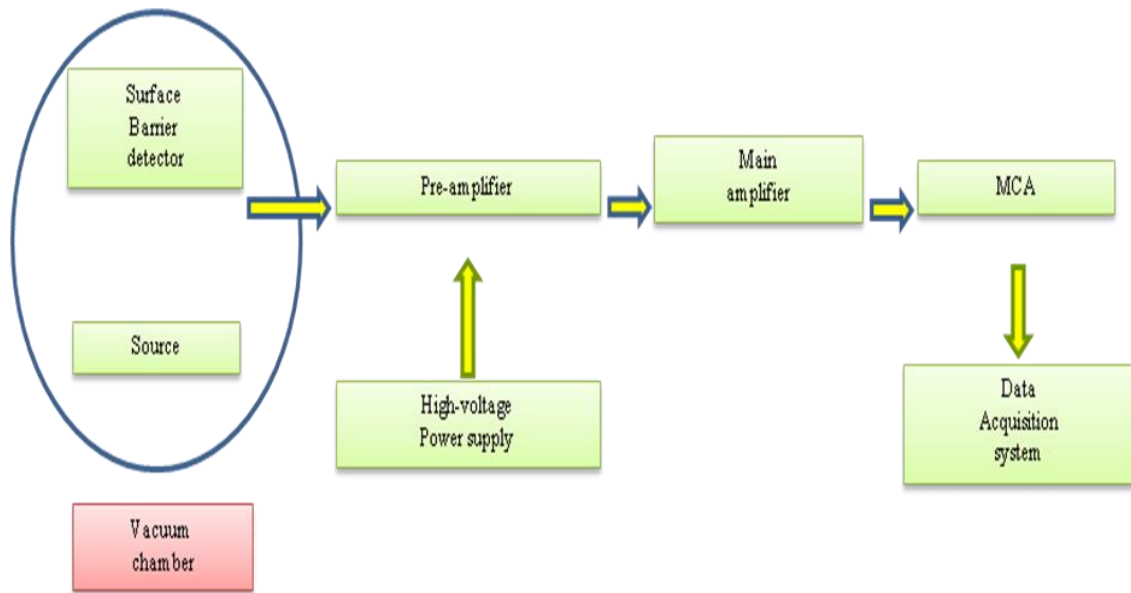 Surface
Barrier
detector
Source
Vacuum
chamber
Pre-amplifier
High-voltage
Power supply
Main
amplifier
MCA
Data
Acquisition
system